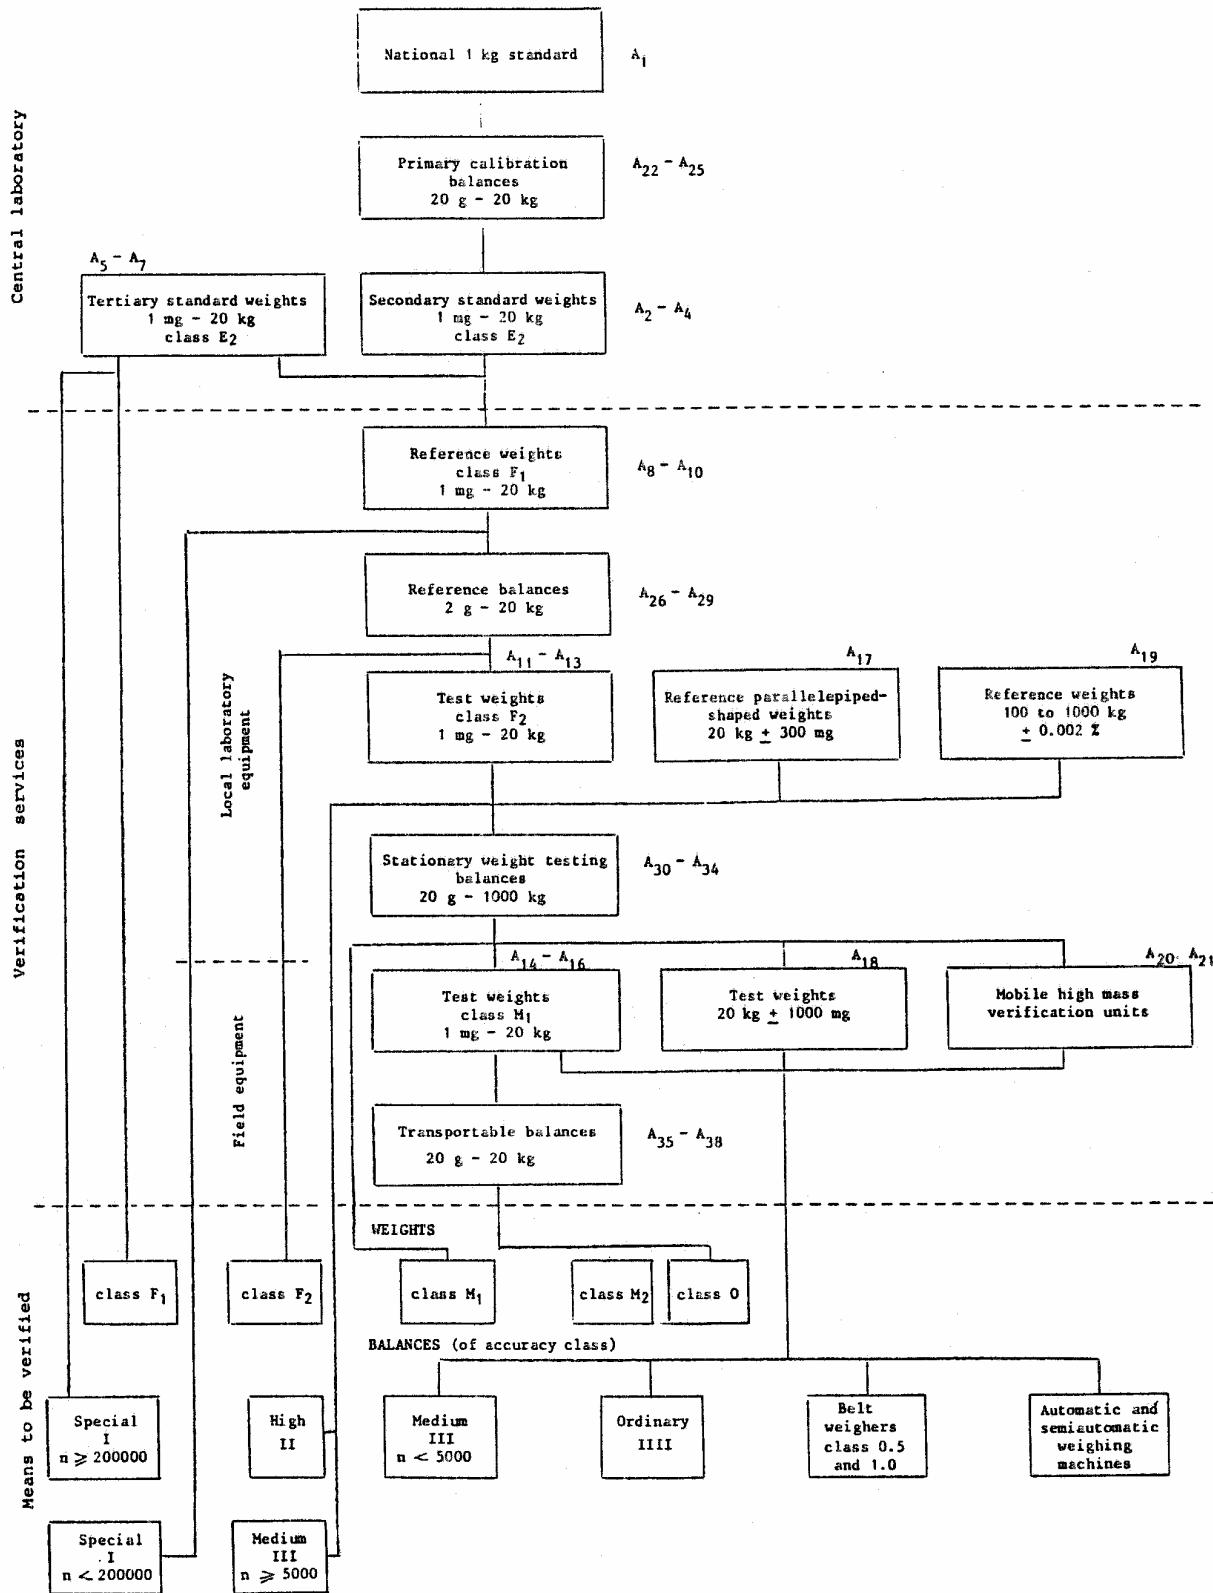 National 1 kg standard
A1
Primary calibration
balances
20 g - 20 kg
A22 - A25
Central laboratory
A5 - A7
Tertiary standard weights
1 mg - 20 kg
class E2
Secondary standard weights
1 mg - 20 kg
class E2
A2 - A4
Reference weights
class F1
1 mg - 20 kg
A8 - A10
Reference balances
2 g - 20 kg
A26 - A29
Verification services
Local laboratory
equipment
A11 - A13
Test weights
class F2
1 mg - 20 kg
A17
Reference parallelepiped-
shaped weights
20 kg ± 300 mg
A19
Reference weights
100 to 1000 kg
± 0.002 %
Stationary weight testing
balances
20 g - 1000 kg
A30 - A34
Field equipment
A14 - A16
Test weights
class M1
1 mg - 20 kg
A18
Test weights
20 kg ± 1000 mg
A20 - A21
Mobile high mass
verification units
Transportable balances
20 g - 20 kg
A35 - A38
Means to be verified
WEIGHTS
class F1
class F2
class M1
class M2
class O
BALANCES (of accuracy class)
Special
I
n ⩾ 200000
High
II
Medium
III
n < 5000
Ordinary
IIII
Belt
weighers
class 0.5
and 1.0
Automatic and
semiautomatic
weighing
machines
Special
I
n < 200000
Medium
III
n ⩾ 5000